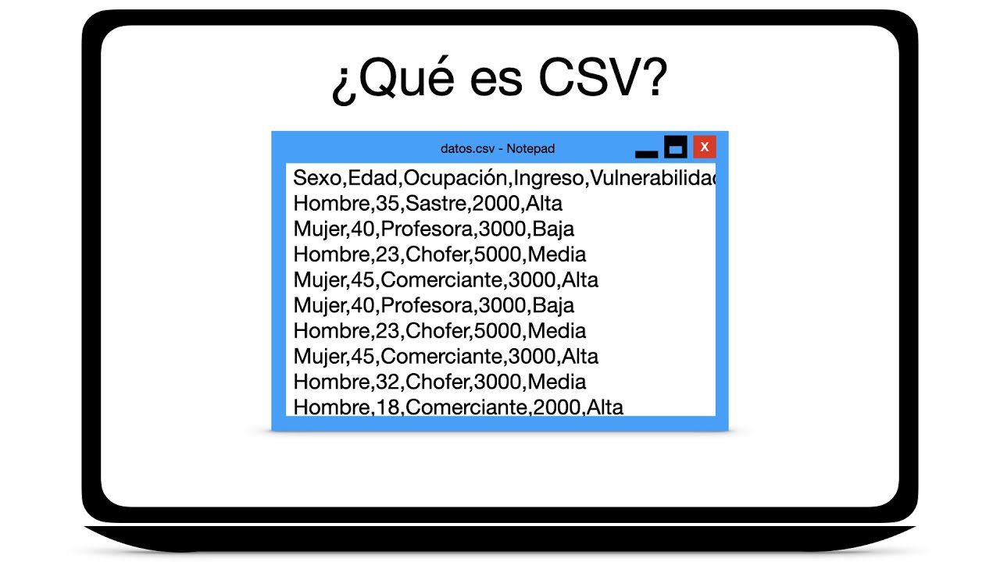 ¿Qué es CSV?
datos.csv - Notepad
X
Sexo,Edad,Ocupación,Ingreso,Vulnerabilidad
Hombre,35,Sastre,2000,Alta
Mujer,40,Profesora,3000,Baja
Hombre,23,Chofer,5000,Media
Mujer,45,Comerciante,3000,Alta
Mujer,40,Profesora,3000,Baja
Hombre,23,Chofer,5000,Media
Mujer,45,Comerciante,3000,Alta
Hombre,32,Chofer,3000,Media
Hombre,18,Comerciante,2000,Alta